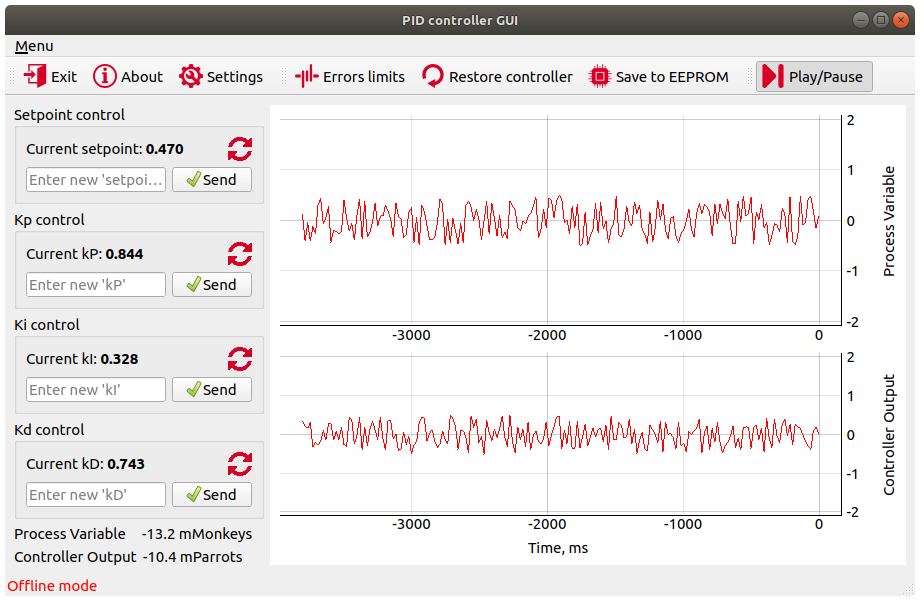 PID controller GUI
Menu
Exit About Settings Errors limits Restore controller Save to EEPROM Play/Pause
Setpoint control
Current setpoint: 0.470
Enter new 'setpoi... Send
Kp control
Current kP: 0.844
Enter new 'kP' Send
Ki control
Current kI: 0.328
Enter new 'kI' Send
Kd control
Current kD: 0.743
Enter new 'kD' Send
Process Variable -13.2 mMonkeys
Controller Output -10.4 mParrots
Offline mode
2
1
0
-1
-2
Process Variable
-3000 -2000 -1000 0
2
1
0
-1
-2
Controller Output
-3000 -2000 -1000 0
Time, ms